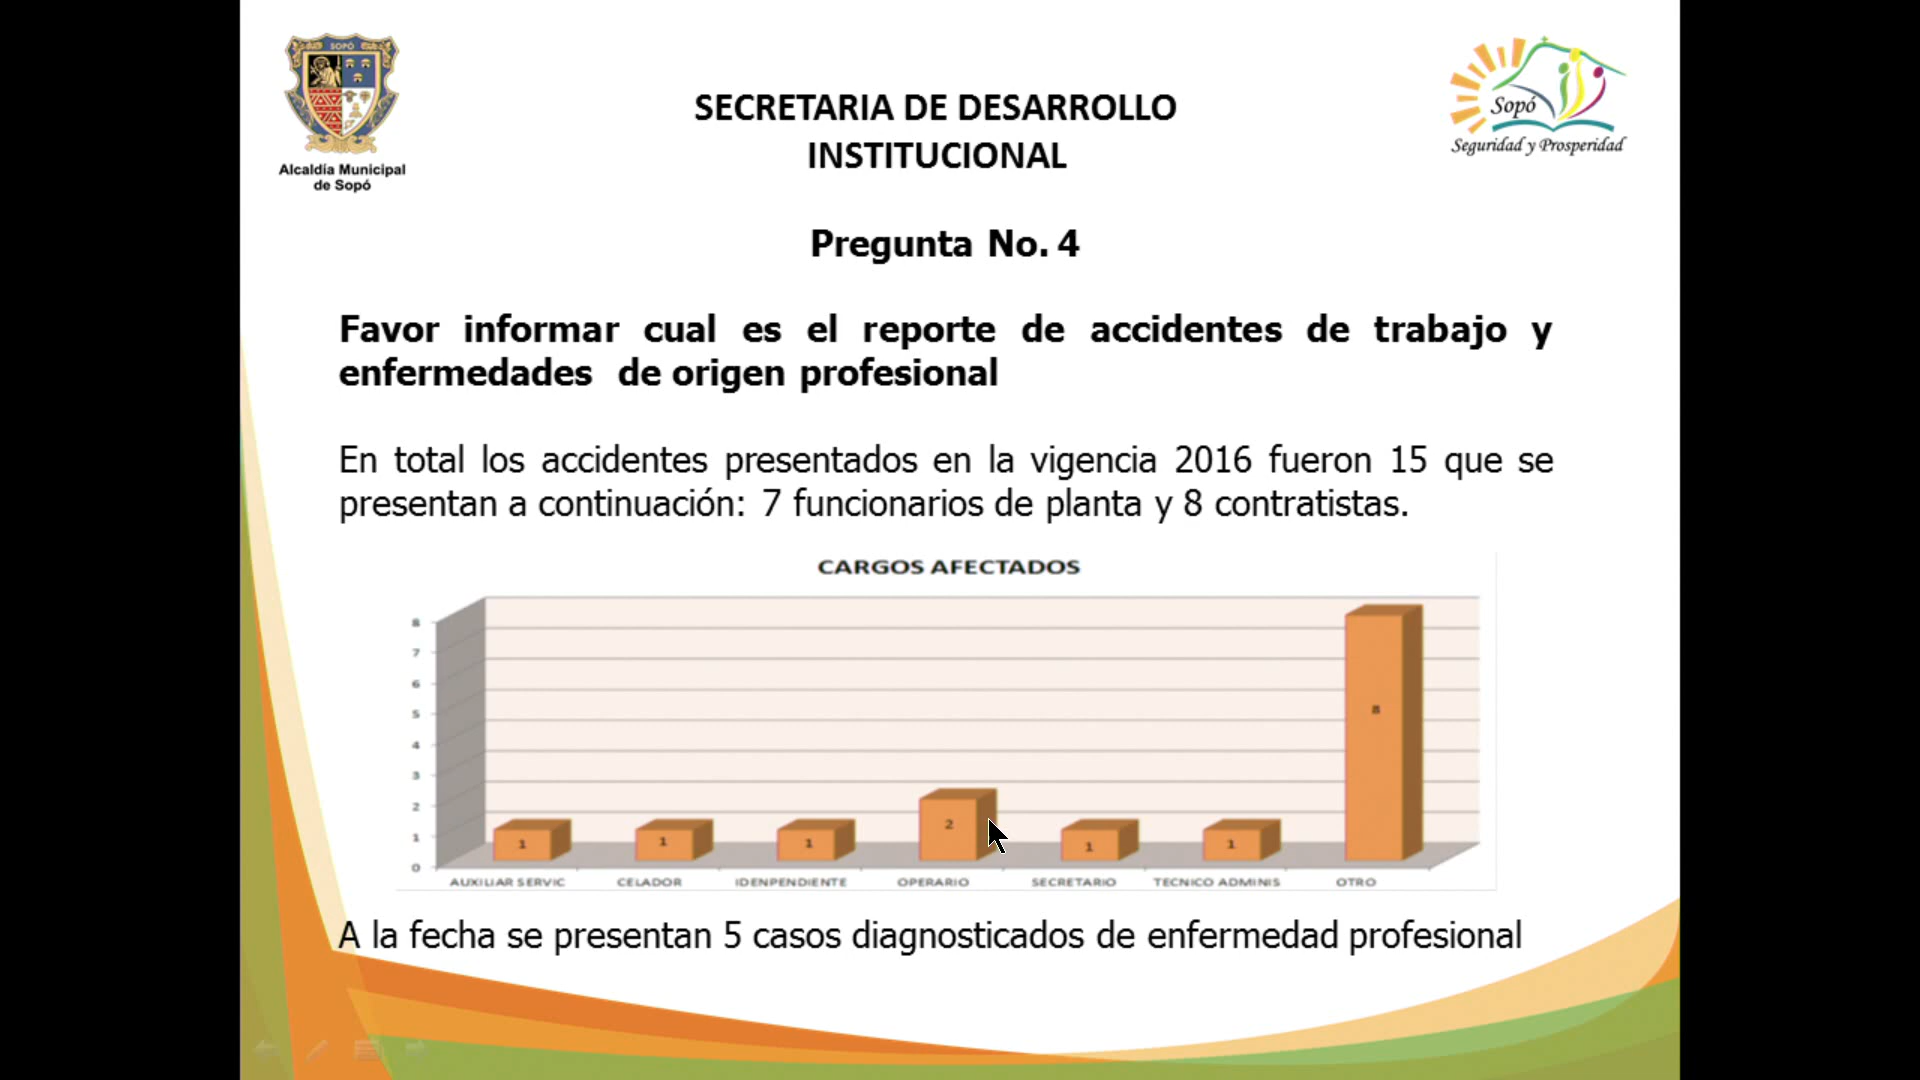 SOPÓ
Alcaldía Municipal
de Sopó
SECRETARIA DE DESARROLLO
INSTITUCIONAL
Sopó
Seguridad y Prosperidad
Pregunta No. 4
Favor informar cual es el reporte de accidentes de trabajo y
enfermedades de origen profesional
En total los accidentes presentados en la vigencia 2016 fueron 15 que se
presentan a continuación: 7 funcionarios de planta y 8 contratistas.
CARGOS AFECTADOS
8
7
6
5
4
3
2
1
0
1 1 1 2 1 1 8
AUXILIAR SERVIC CELADOR IDENPENDIENTE OPERARIO SECRETARIO TECNICO ADMINIS OTRO
A la fecha se presentan 5 casos diagnosticados de enfermedad profesional